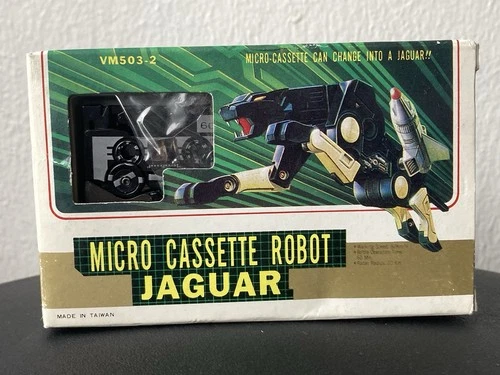 VM503-2
MICRO-CASSETTE CAN CHANGE INTO A JAGUAR!!
60
MICRO CASSETTE ROBOT
JAGUAR
MADE IN TAIWAN